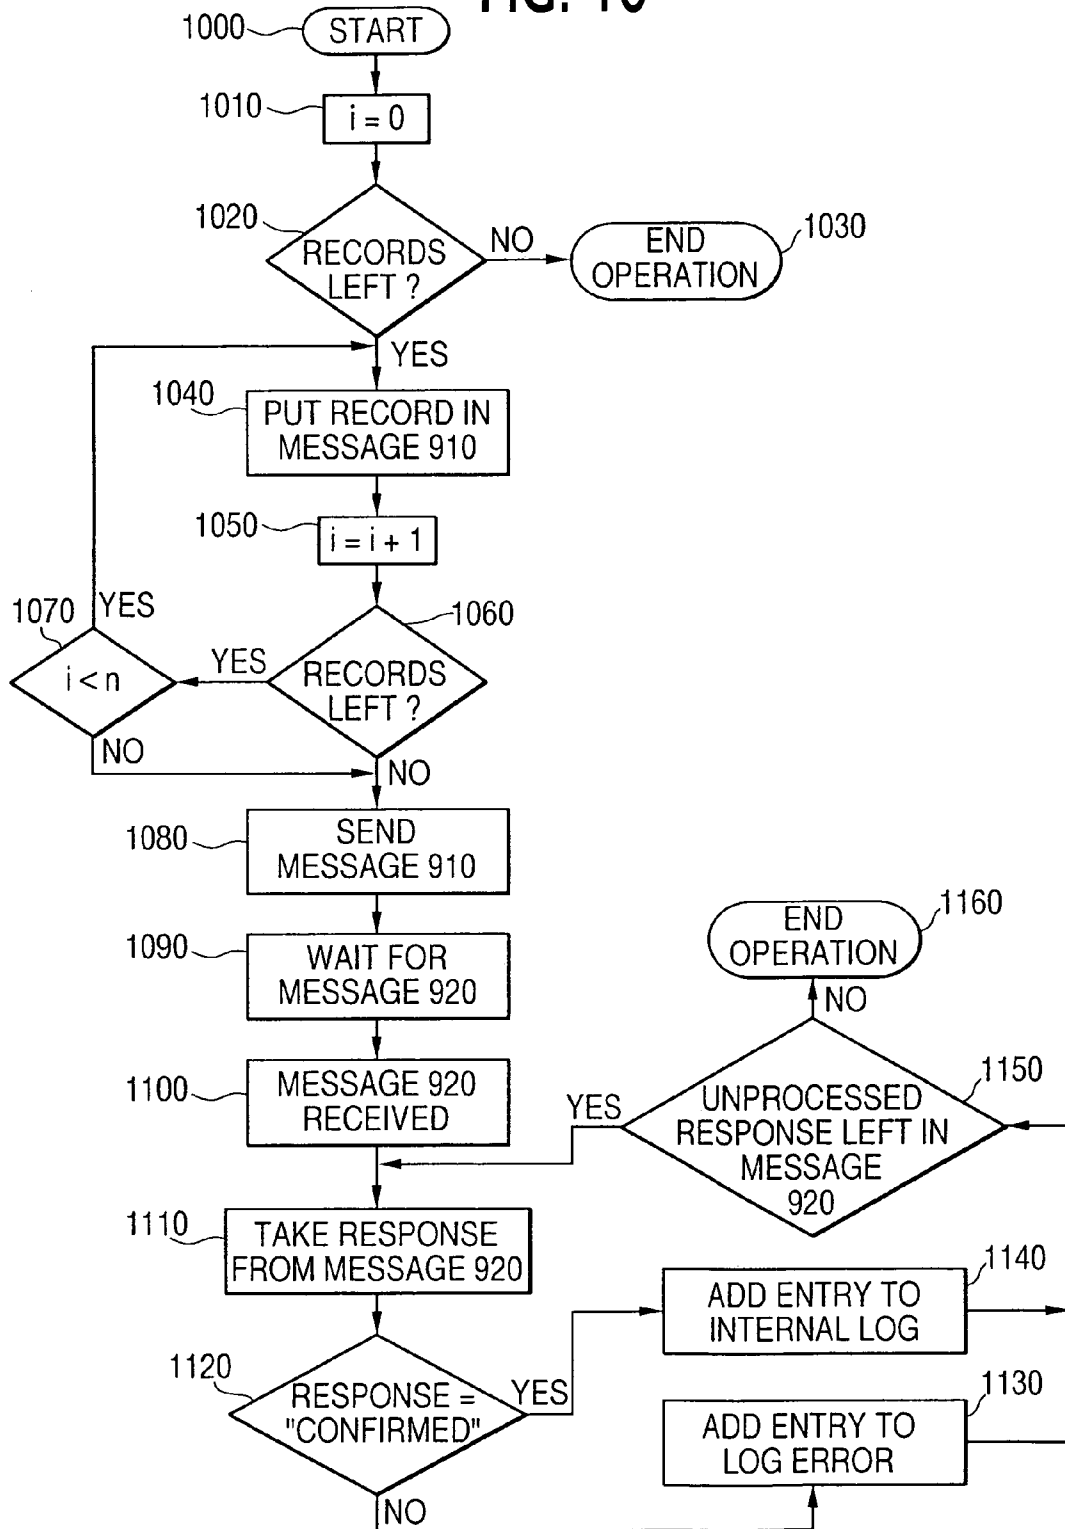 FIG. 10
1000
START
1010
i = 0
1020
RECORDS
LEFT ?
NO
END
OPERATION
1030
YES
1040
PUT RECORD IN
MESSAGE 910
1050
i = i + 1
1060
RECORDS
LEFT ?
YES
1070
i < n
YES
NO
NO
1080
SEND
MESSAGE 910
1090
WAIT FOR
MESSAGE 920
1100
MESSAGE 920
RECEIVED
1110
TAKE RESPONSE
FROM MESSAGE 920
1120
RESPONSE =
"CONFIRMED"
YES
NO
1140
ADD ENTRY TO
INTERNAL LOG
1130
ADD ENTRY TO
LOG ERROR
1150
UNPROCESSED
RESPONSE LEFT IN
MESSAGE
920
YES
NO
END
OPERATION
1160